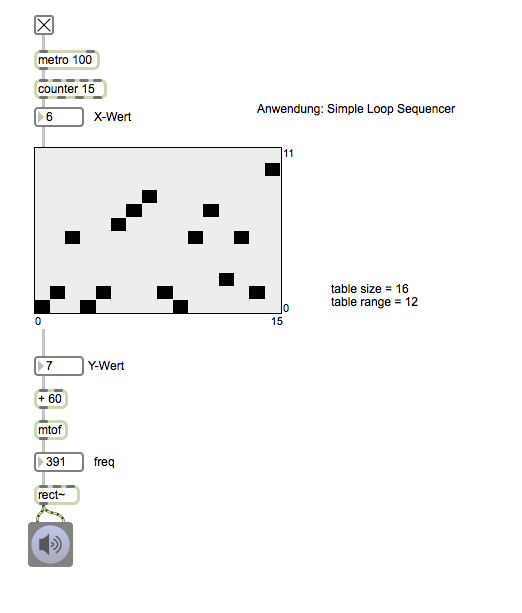 metro 100
counter 15
6 X-Wert
Anwendung: Simple Loop Sequencer
11
table size = 16
table range = 12
0
0 15
7 Y-Wert
+ 60
mtof
391 freq
rect~